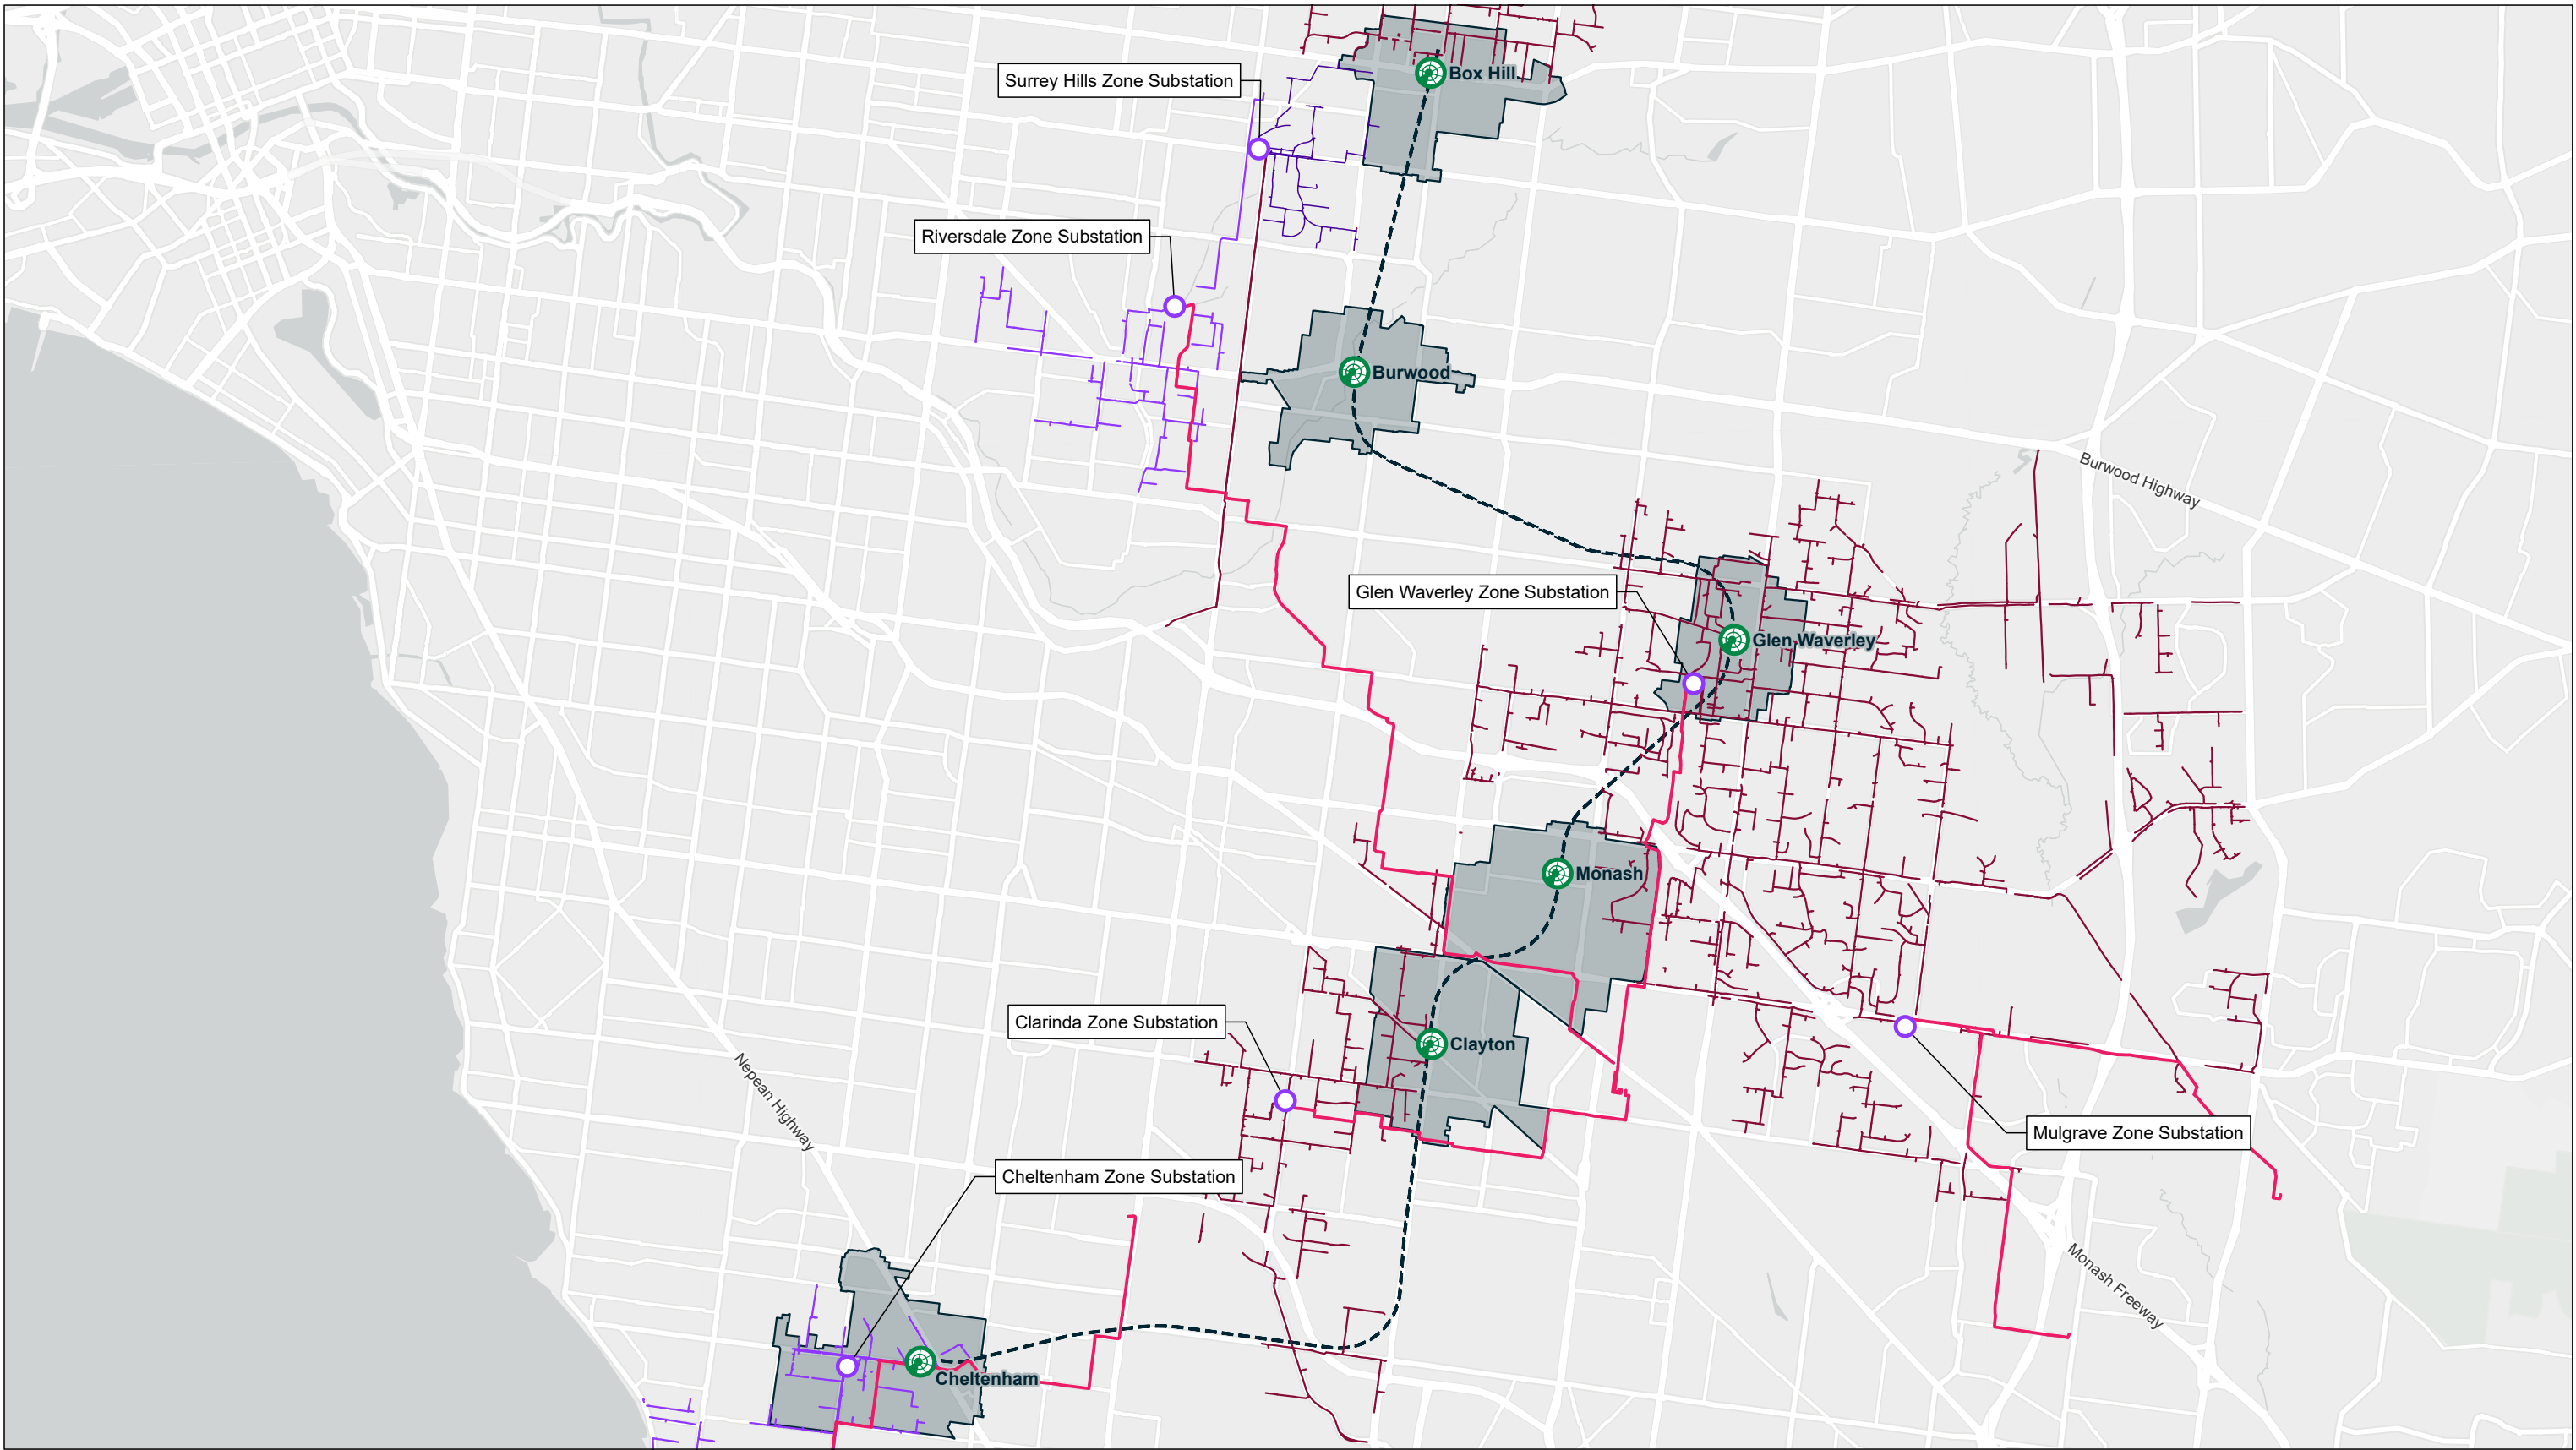 Box Hill
Surrey Hills Zone Substation
Riversdale Zone Substation
Burwood
Burwood Highway
Glen Waverley Zone Substation
Glen Waverley
Monash
Clarinda Zone Substation
Clayton
Nepean Highway
Mulgrave Zone Substation
Cheltenham Zone Substation
Monash Freeway
Cheltenham